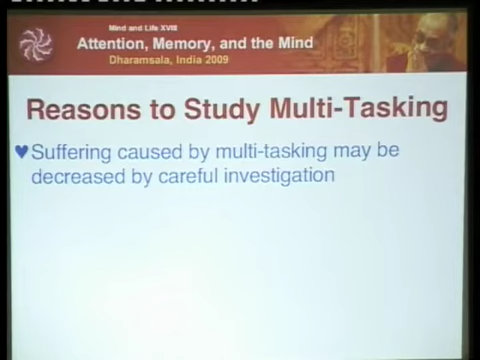 Mind and Life XVIII
Attention, Memory, and the Mind
Dharamsala, India 2009
Reasons to Study Multi-Tasking
♥Suffering caused by multi-tasking may be
decreased by careful investigation